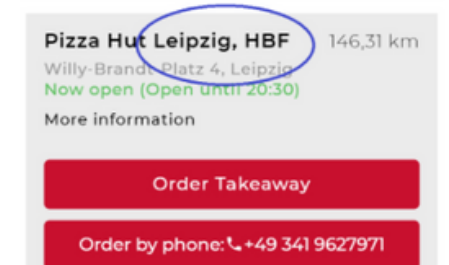 Pizza Hut Leipzig, HBF 146,31 km
Willy-Brandt-Platz 4, Leipzig
Now open (Open until 20:30)
More information
Order Takeaway
Order by phone: +49 341 9627971